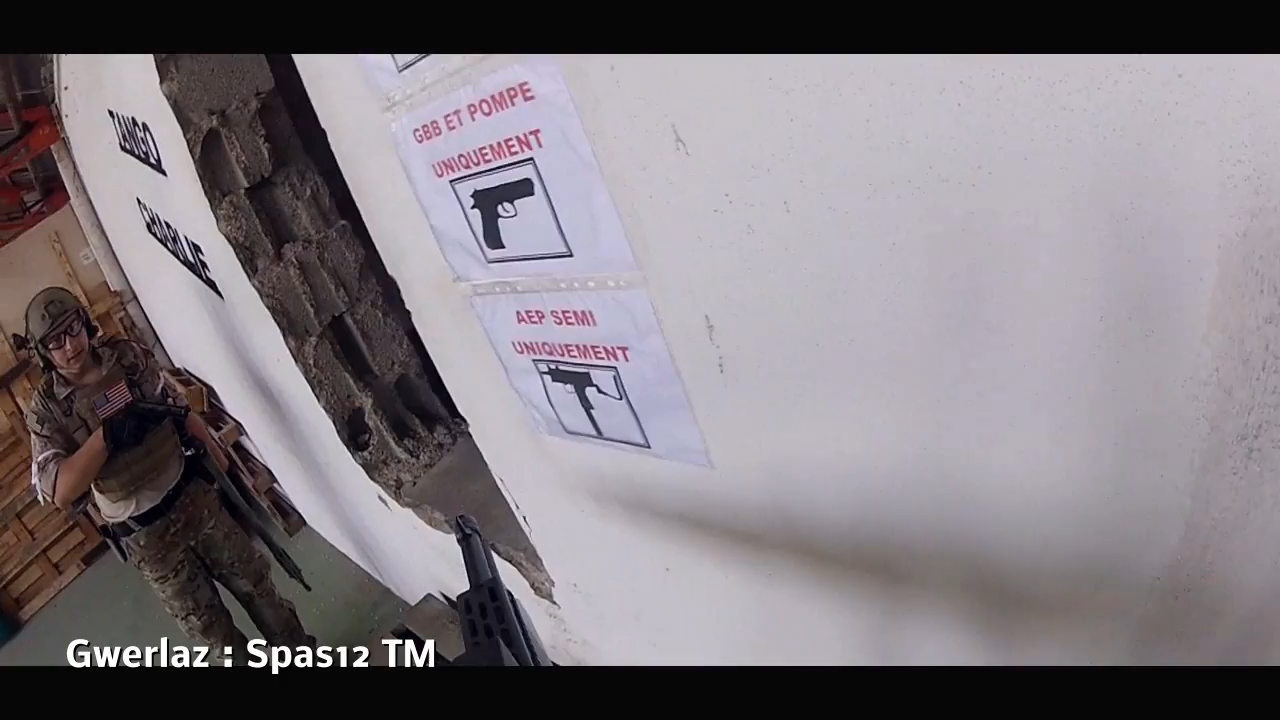 TANGO
CHARLIE
GBB ET POMPE
UNIQUEMENT
AEP SEMI
UNIQUEMENT
Gwerlaz : Spas12 TM